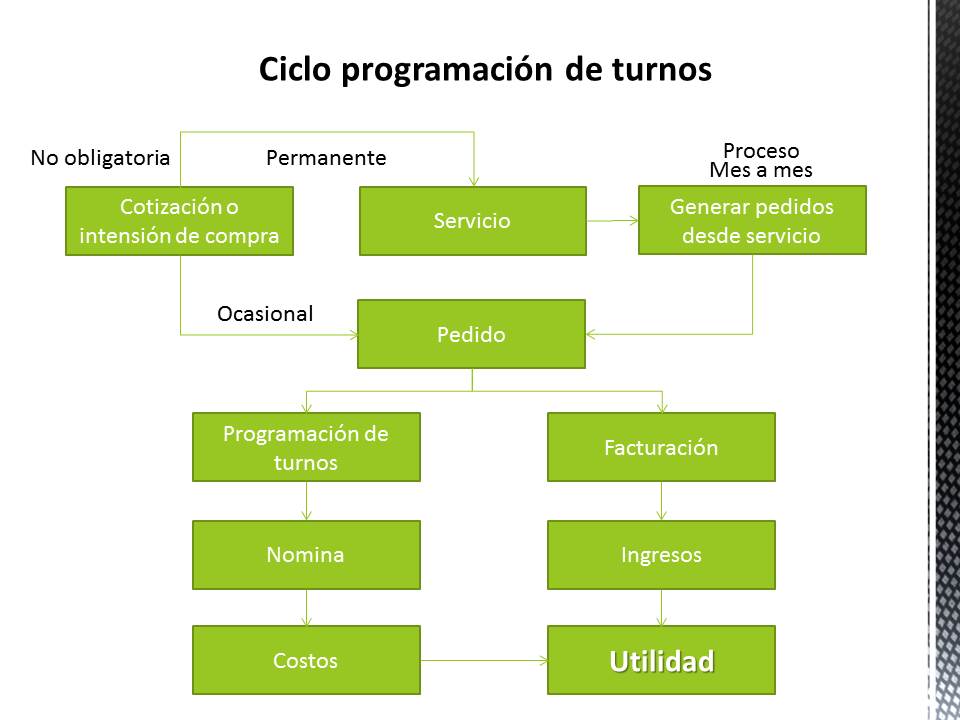 Ciclo programación de turnos
No obligatoria
Permanente
Proceso
Mes a mes
Cotización o
intensión de compra
Servicio
Generar pedidos
desde servicio
Ocasional
Pedido
Programación de
turnos
Facturación
Nomina
Ingresos
Costos
Utilidad